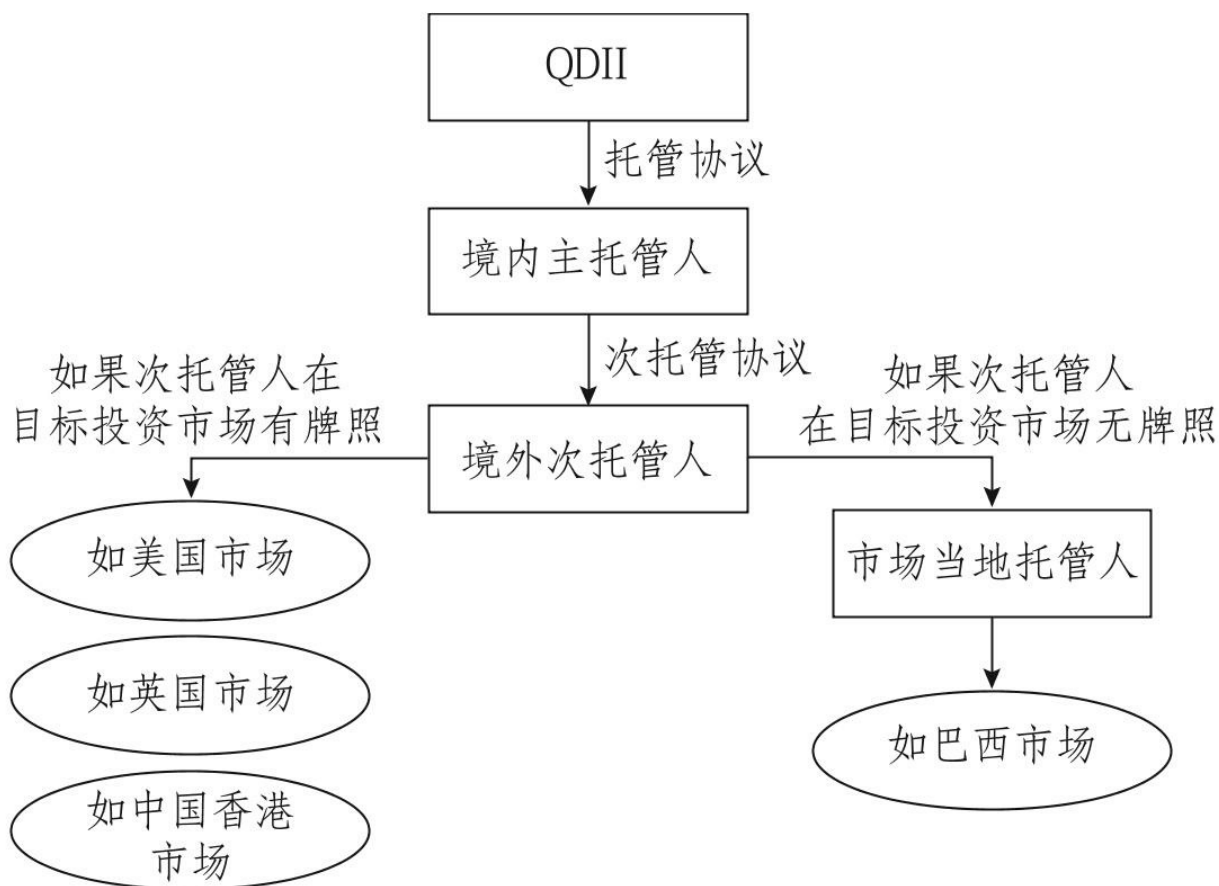 QDII
托管协议
境内主托管人
次托管协议
如果次托管人在
目标投资市场有牌照
境外次托管人
如果次托管人
在目标投资市场无牌照
如美国市场
如英国市场
如中国香港
市场
市场当地托管人
如巴西市场